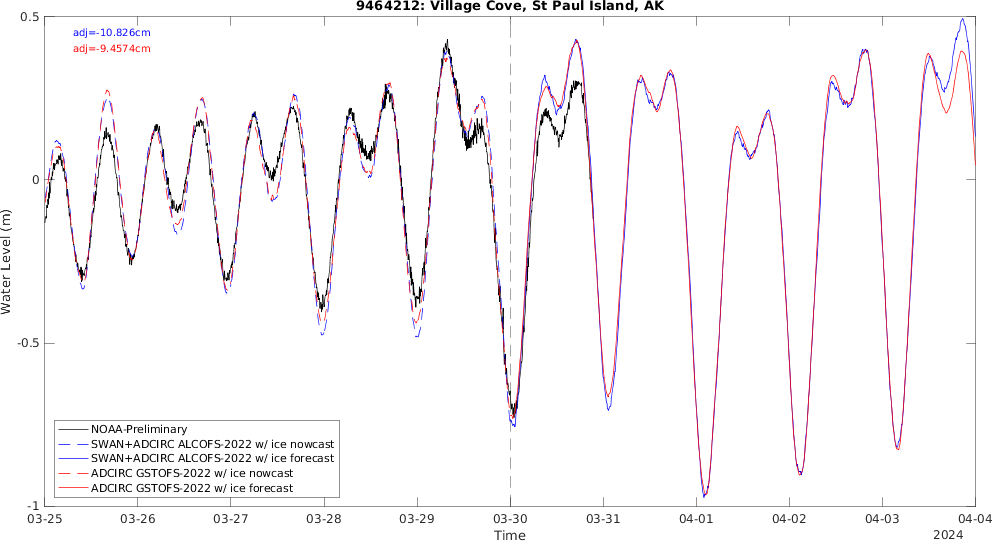 9464212: Village Cove, St Paul Island, AK
adj=-10.826cm
adj=-9.4574cm
0.5
0
-0.5
-1
Water Level (m)
NOAA-Preliminary
SWAN+ADCIRC ALCOFS-2022 w/ ice nowcast
SWAN+ADCIRC ALCOFS-2022 w/ ice forecast
ADCIRC GSTOFS-2022 w/ ice nowcast
ADCIRC GSTOFS-2022 w/ ice forecast
03-25 03-26 03-27 03-28 03-29 03-30 03-31 04-01 04-02 04-03 04-04
Time
2024